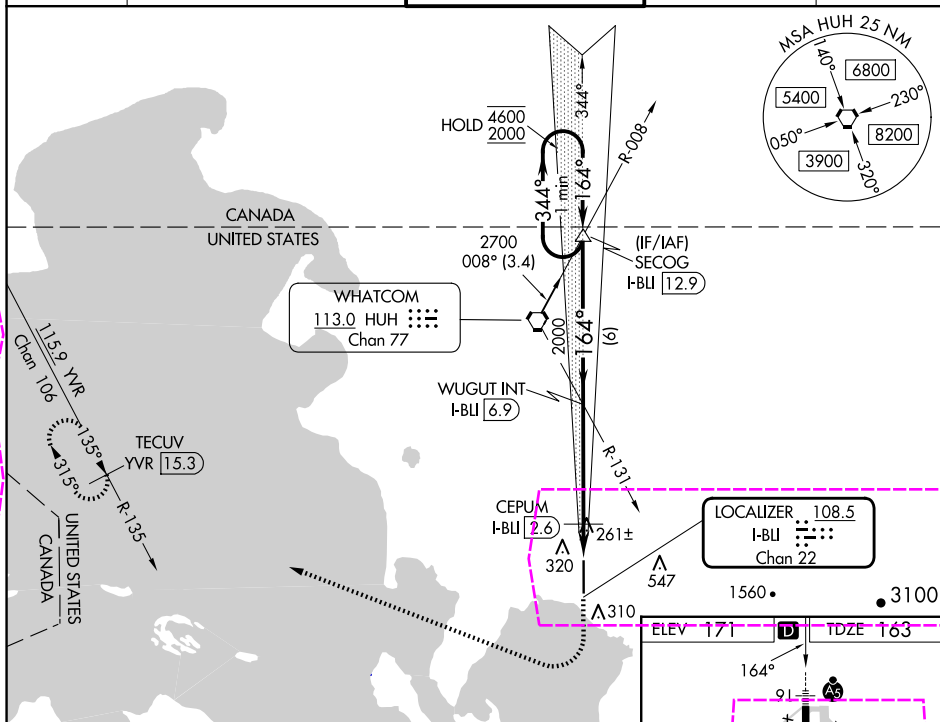 MSA HUH 25 NM
140°
6800
5400
230°
050°
8200
3900
320°
HOLD 4600
2000
344°
R-008
344°
1 min
164°
CANADA
UNITED STATES
2700
008° (3.4)
(IF/IAF)
SECOG
I-BLI 12.9
WHATCOM
113.0 HUH
Chan 77
2000
164°
(6)
115.9 YVR
Chan 106
WUGUT INT
I-BLI 6.9
135°
315°
TECUV
YVR 15.3
R-131
R-135
CEPUM
I-BLI 2.6
261±
LOCALIZER 108.5
I-BLI
Chan 22
UNITED STATES
CANADA
320
547
1560
3100
310
ELEV 171
D
TDZE 163
164°
16
A5